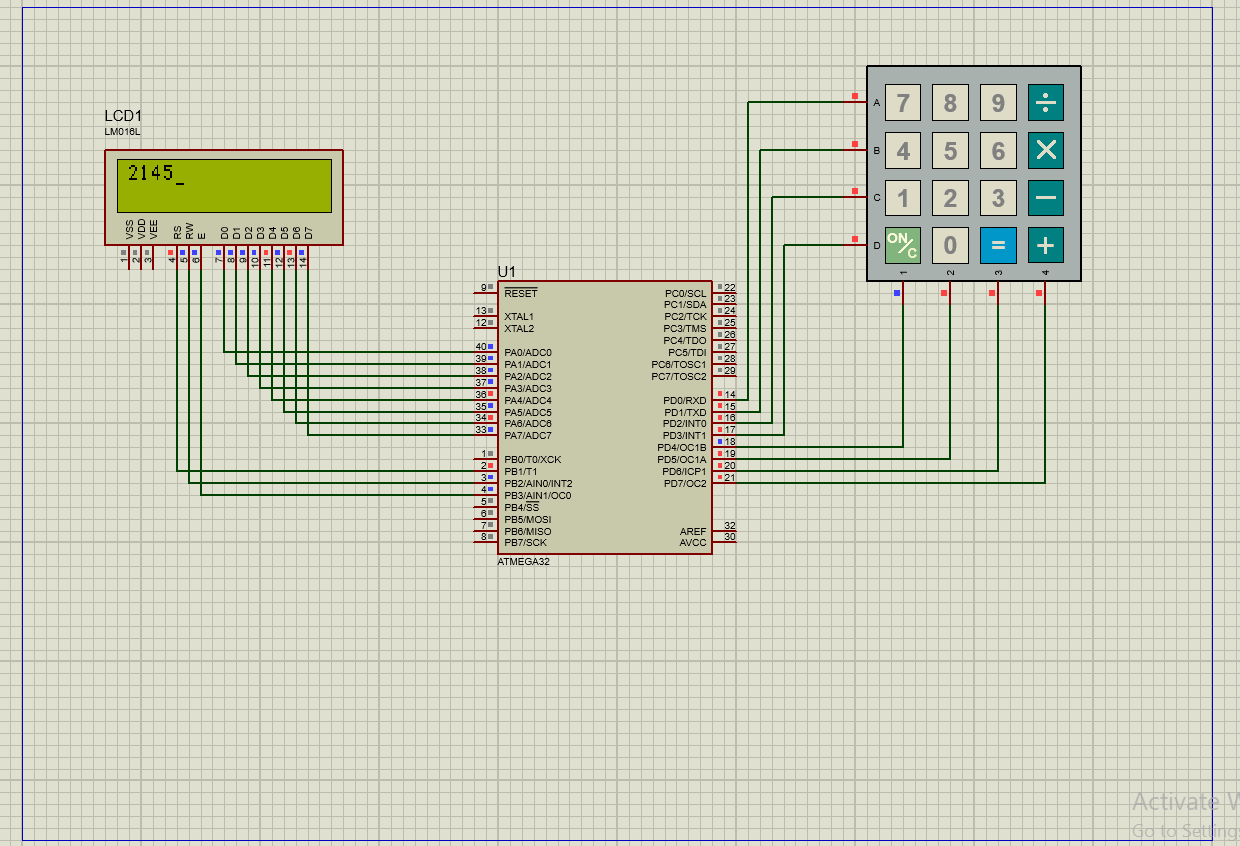 LCD1
LM016L
2145_
VSS VDD VEE RS RW E D0 D1 D2 D3 D4 D5 D6 D7
1 2 3 4 5 6 7 8 9 10 11 12 13 14
7 8 9 ÷
4 5 6 ×
1 2 3 −
ON/C 0 = +
A
B
C
D
1 2 3 4
U1
9 RESET PC0/SCL 22
PC1/SDA 23
13 XTAL1 PC2/TCK 24
12 XTAL2 PC3/TMS 25
PC4/TDO 26
40 PA0/ADC0 PC5/TDI 27
39 PA1/ADC1 PC6/TOSC1 28
38 PA2/ADC2 PC7/TOSC2 29
37 PA3/ADC3
36 PA4/ADC4 PD0/RXD 14
35 PA5/ADC5 PD1/TXD 15
34 PA6/ADC6 PD2/INT0 16
33 PA7/ADC7 PD3/INT1 17
PD4/OC1B 18
1 PB0/T0/XCK PD5/OC1A 19
2 PB1/T1 PD6/ICP1 20
3 PB2/AIN0/INT2 PD7/OC2 21
4 PB3/AIN1/OC0
5 PB4/SS
6 PB5/MOSI
7 PB6/MISO AREF 32
8 PB7/SCK AVCC 30
ATMEGA32
Activate W
Go to Settings